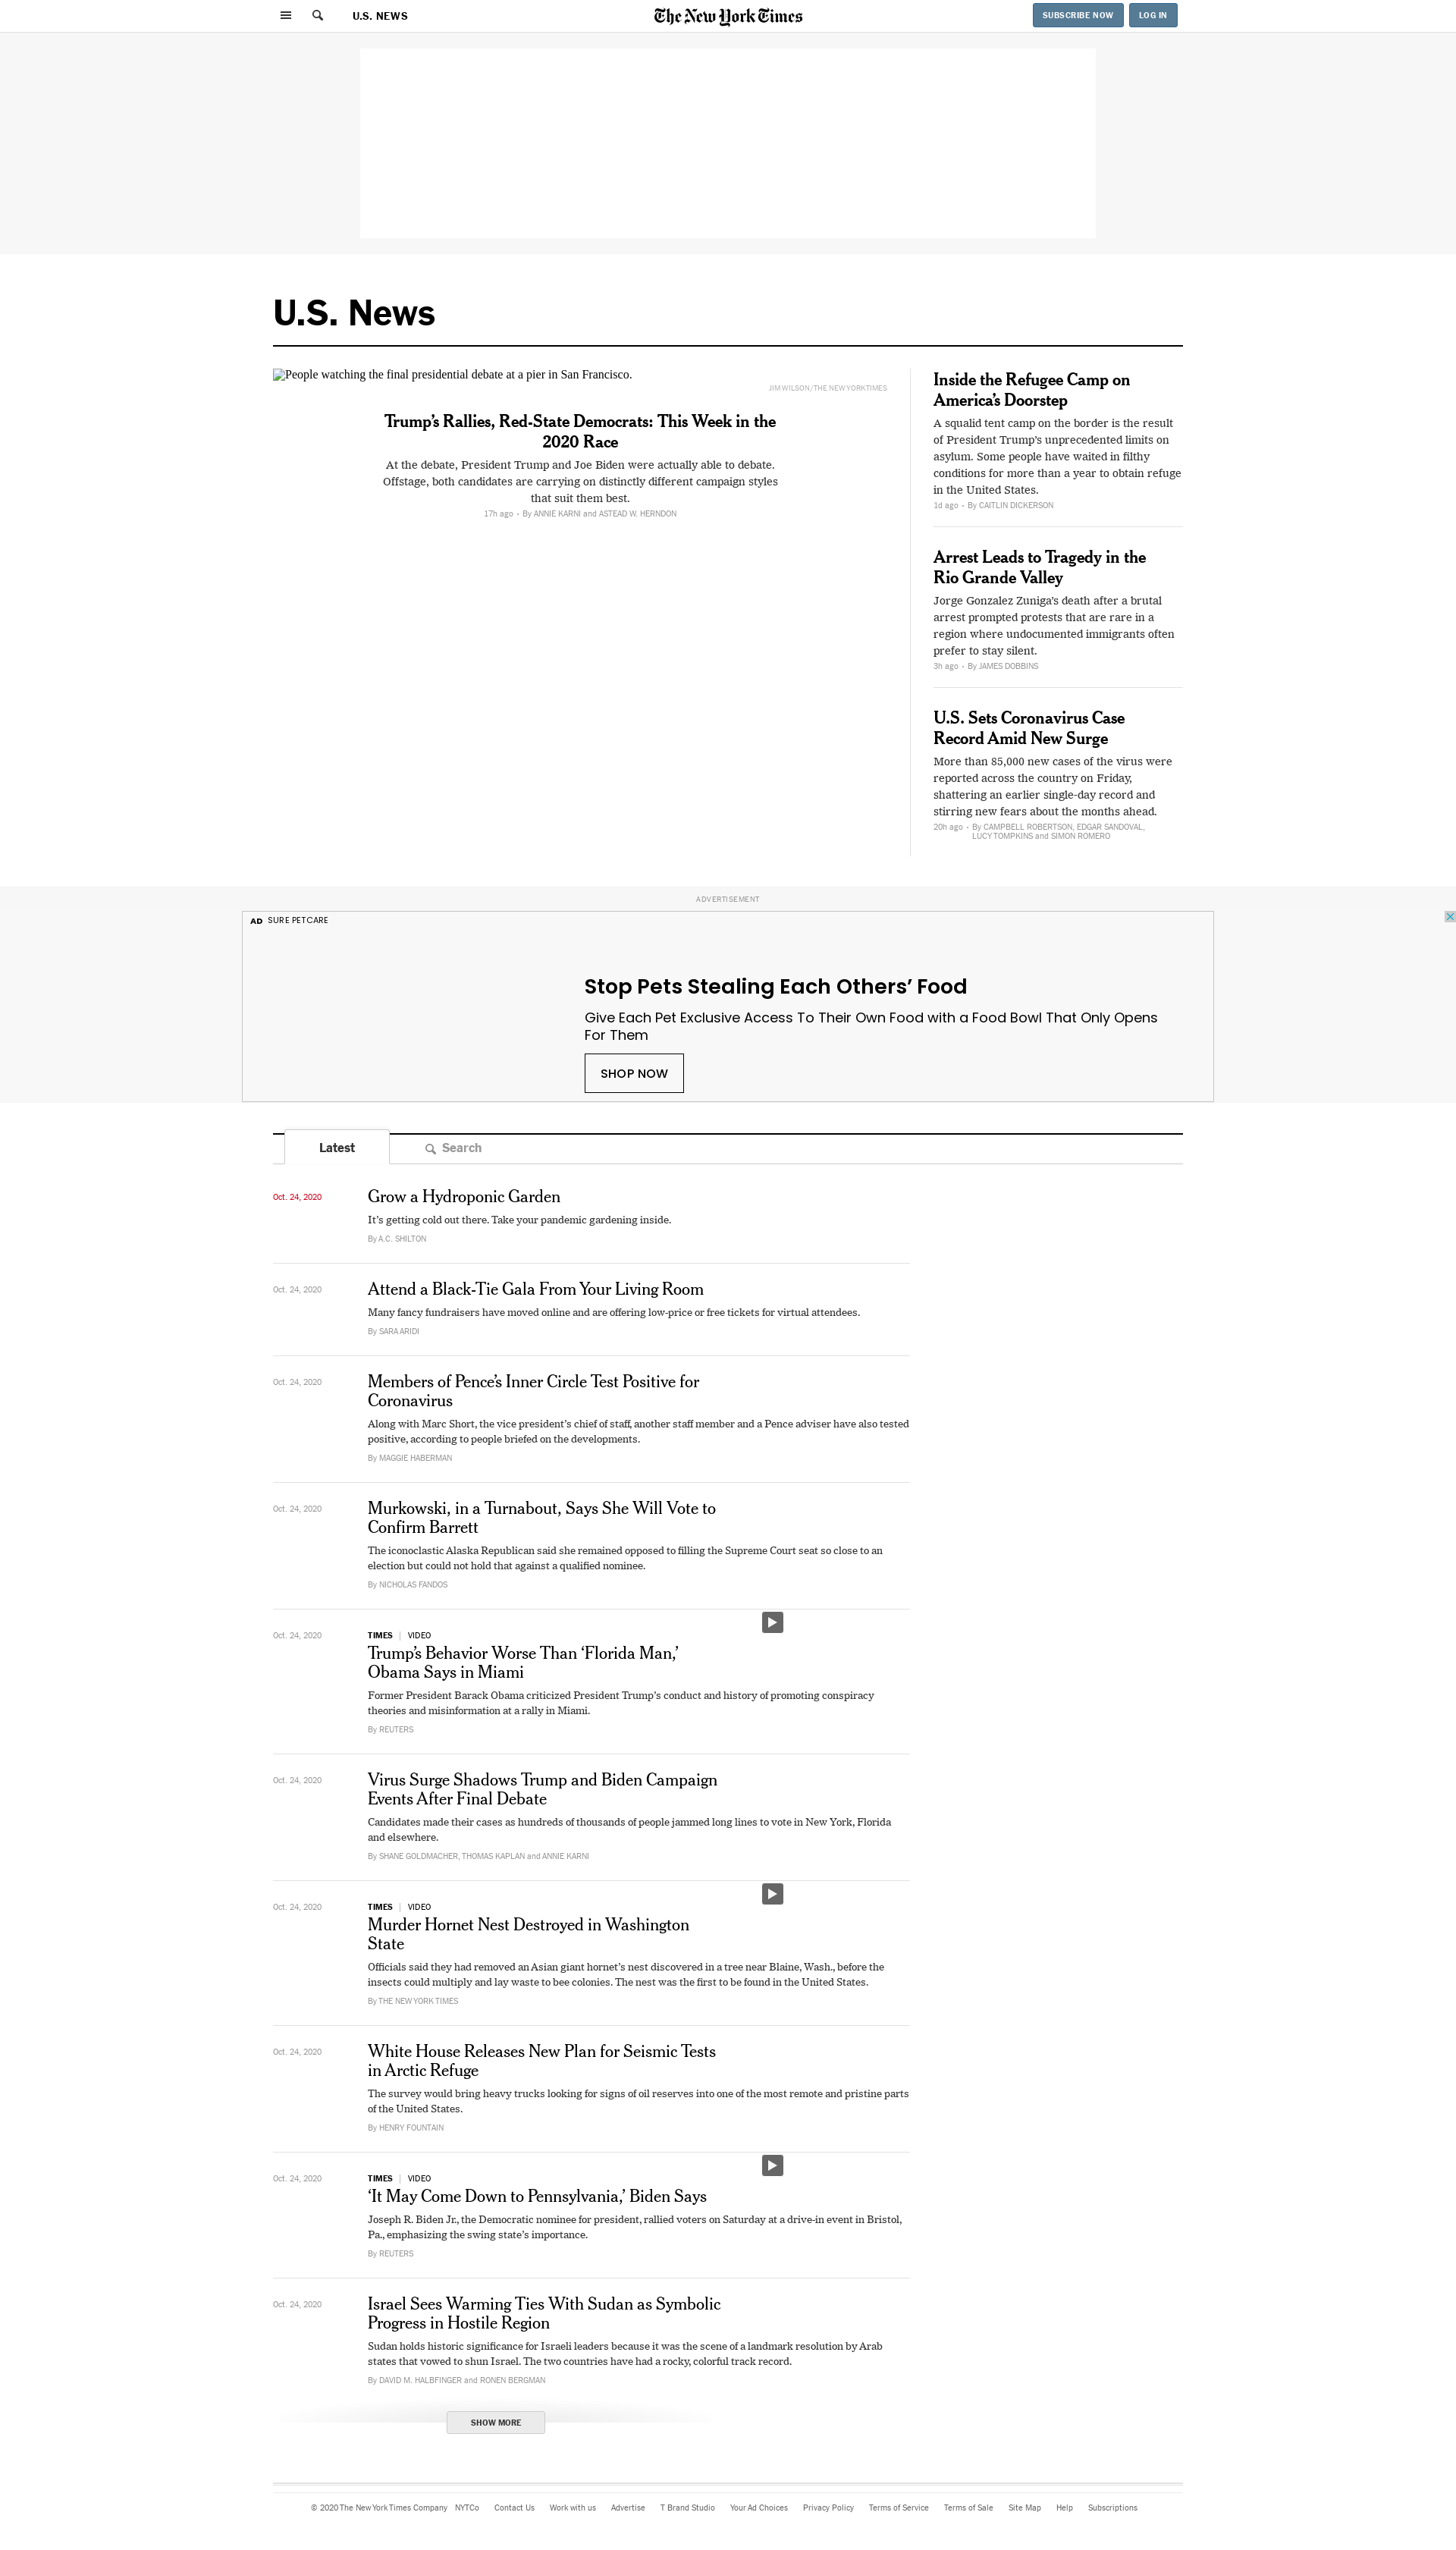 U.S. NEWS
The New York Times
SUBSCRIBE NOW
LOG IN
U.S. News
People watching the final presidential debate at a pier in San Francisco.
JIM WILSON/THE NEW YORK TIMES
Trump’s Rallies, Red-State Democrats: This Week in the
2020 Race
At the debate, President Trump and Joe Biden were actually able to debate.
Offstage, both candidates are carrying on distinctly different campaign styles
that suit them best.
17h ago • By ANNIE KARNI and ASTEAD W. HERNDON
Inside the Refugee Camp on
America’s Doorstep
A squalid tent camp on the border is the result
of President Trump’s unprecedented limits on
asylum. Some people have waited in filthy
conditions for more than a year to obtain refuge
in the United States.
1d ago • By CAITLIN DICKERSON
Arrest Leads to Tragedy in the
Rio Grande Valley
Jorge Gonzalez Zuniga’s death after a brutal
arrest prompted protests that are rare in a
region where undocumented immigrants often
prefer to stay silent.
3h ago • By JAMES DOBBINS
U.S. Sets Coronavirus Case
Record Amid New Surge
More than 85,000 new cases of the virus were
reported across the country on Friday,
shattering an earlier single-day record and
stirring new fears about the months ahead.
20h ago • By CAMPBELL ROBERTSON, EDGAR SANDOVAL,
LUCY TOMPKINS and SIMON ROMERO
ADVERTISEMENT
AD SURE PETCARE
Stop Pets Stealing Each Others’ Food
Give Each Pet Exclusive Access To Their Own Food with a Food Bowl That Only Opens
For Them
SHOP NOW
Latest
Search
Oct. 24, 2020
Grow a Hydroponic Garden
It’s getting cold out there. Take your pandemic gardening inside.
By A.C. SHILTON
Oct. 24, 2020
Attend a Black-Tie Gala From Your Living Room
Many fancy fundraisers have moved online and are offering low-price or free tickets for virtual attendees.
By SARA ARIDI
Oct. 24, 2020
Members of Pence’s Inner Circle Test Positive for
Coronavirus
Along with Marc Short, the vice president’s chief of staff, another staff member and a Pence adviser have also tested
positive, according to people briefed on the developments.
By MAGGIE HABERMAN
Oct. 24, 2020
Murkowski, in a Turnabout, Says She Will Vote to
Confirm Barrett
The iconoclastic Alaska Republican said she remained opposed to filling the Supreme Court seat so close to an
election but could not hold that against a qualified nominee.
By NICHOLAS FANDOS
Oct. 24, 2020
TIMES | VIDEO
Trump’s Behavior Worse Than ‘Florida Man,’
Obama Says in Miami
Former President Barack Obama criticized President Trump’s conduct and history of promoting conspiracy
theories and misinformation at a rally in Miami.
By REUTERS
Oct. 24, 2020
Virus Surge Shadows Trump and Biden Campaign
Events After Final Debate
Candidates made their cases as hundreds of thousands of people jammed long lines to vote in New York, Florida
and elsewhere.
By SHANE GOLDMACHER, THOMAS KAPLAN and ANNIE KARNI
Oct. 24, 2020
TIMES | VIDEO
Murder Hornet Nest Destroyed in Washington
State
Officials said they had removed an Asian giant hornet’s nest discovered in a tree near Blaine, Wash., before the
insects could multiply and lay waste to bee colonies. The nest was the first to be found in the United States.
By THE NEW YORK TIMES
Oct. 24, 2020
White House Releases New Plan for Seismic Tests
in Arctic Refuge
The survey would bring heavy trucks looking for signs of oil reserves into one of the most remote and pristine parts
of the United States.
By HENRY FOUNTAIN
Oct. 24, 2020
TIMES | VIDEO
‘It May Come Down to Pennsylvania,’ Biden Says
Joseph R. Biden Jr., the Democratic nominee for president, rallied voters on Saturday at a drive-in event in Bristol,
Pa., emphasizing the swing state’s importance.
By REUTERS
Oct. 24, 2020
Israel Sees Warming Ties With Sudan as Symbolic
Progress in Hostile Region
Sudan holds historic significance for Israeli leaders because it was the scene of a landmark resolution by Arab
states that vowed to shun Israel. The two countries have had a rocky, colorful track record.
By DAVID M. HALBFINGER and RONEN BERGMAN
SHOW MORE
© 2020 The New York Times Company NYTCo Contact Us Work with us Advertise T Brand Studio Your Ad Choices Privacy Policy Terms of Service Terms of Sale Site Map Help Subscriptions